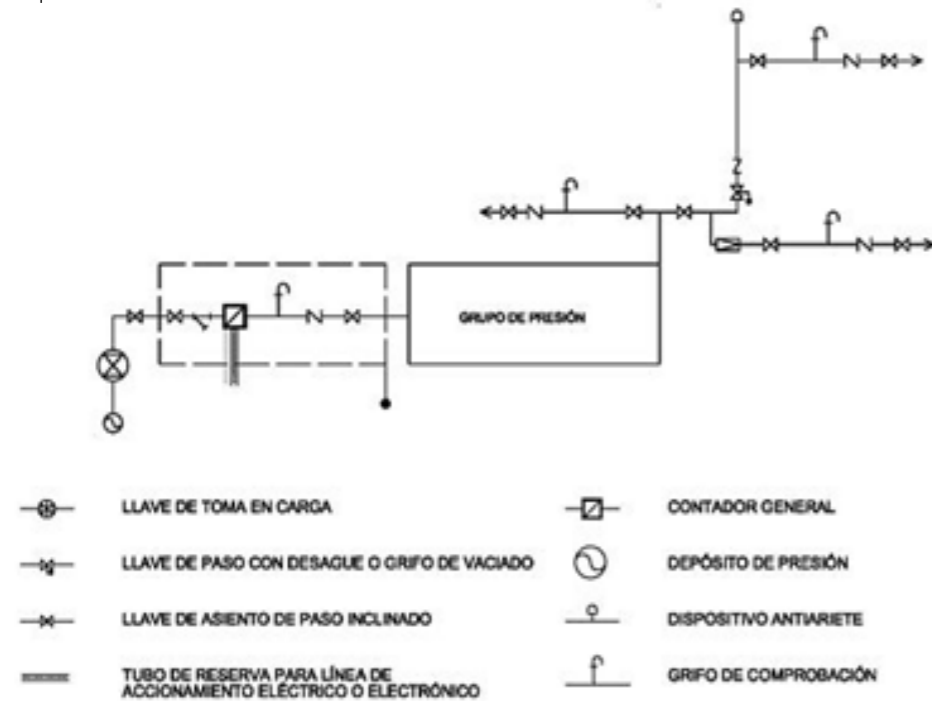 GRUPO DE PRESIÓN
LLAVE DE TOMA EN CARGA
CONTADOR GENERAL
LLAVE DE PASO CON DESAGUE O GRIFO DE VACIADO
DEPÓSITO DE PRESIÓN
LLAVE DE ASIENTO DE PASO INCLINADO
DISPOSITIVO ANTIARIETE
TUBO DE RESERVA PARA LÍNEA DE
ACCIONAMIENTO ELÉCTRICO O ELECTRÓNICO
GRIFO DE COMPROBACIÓN